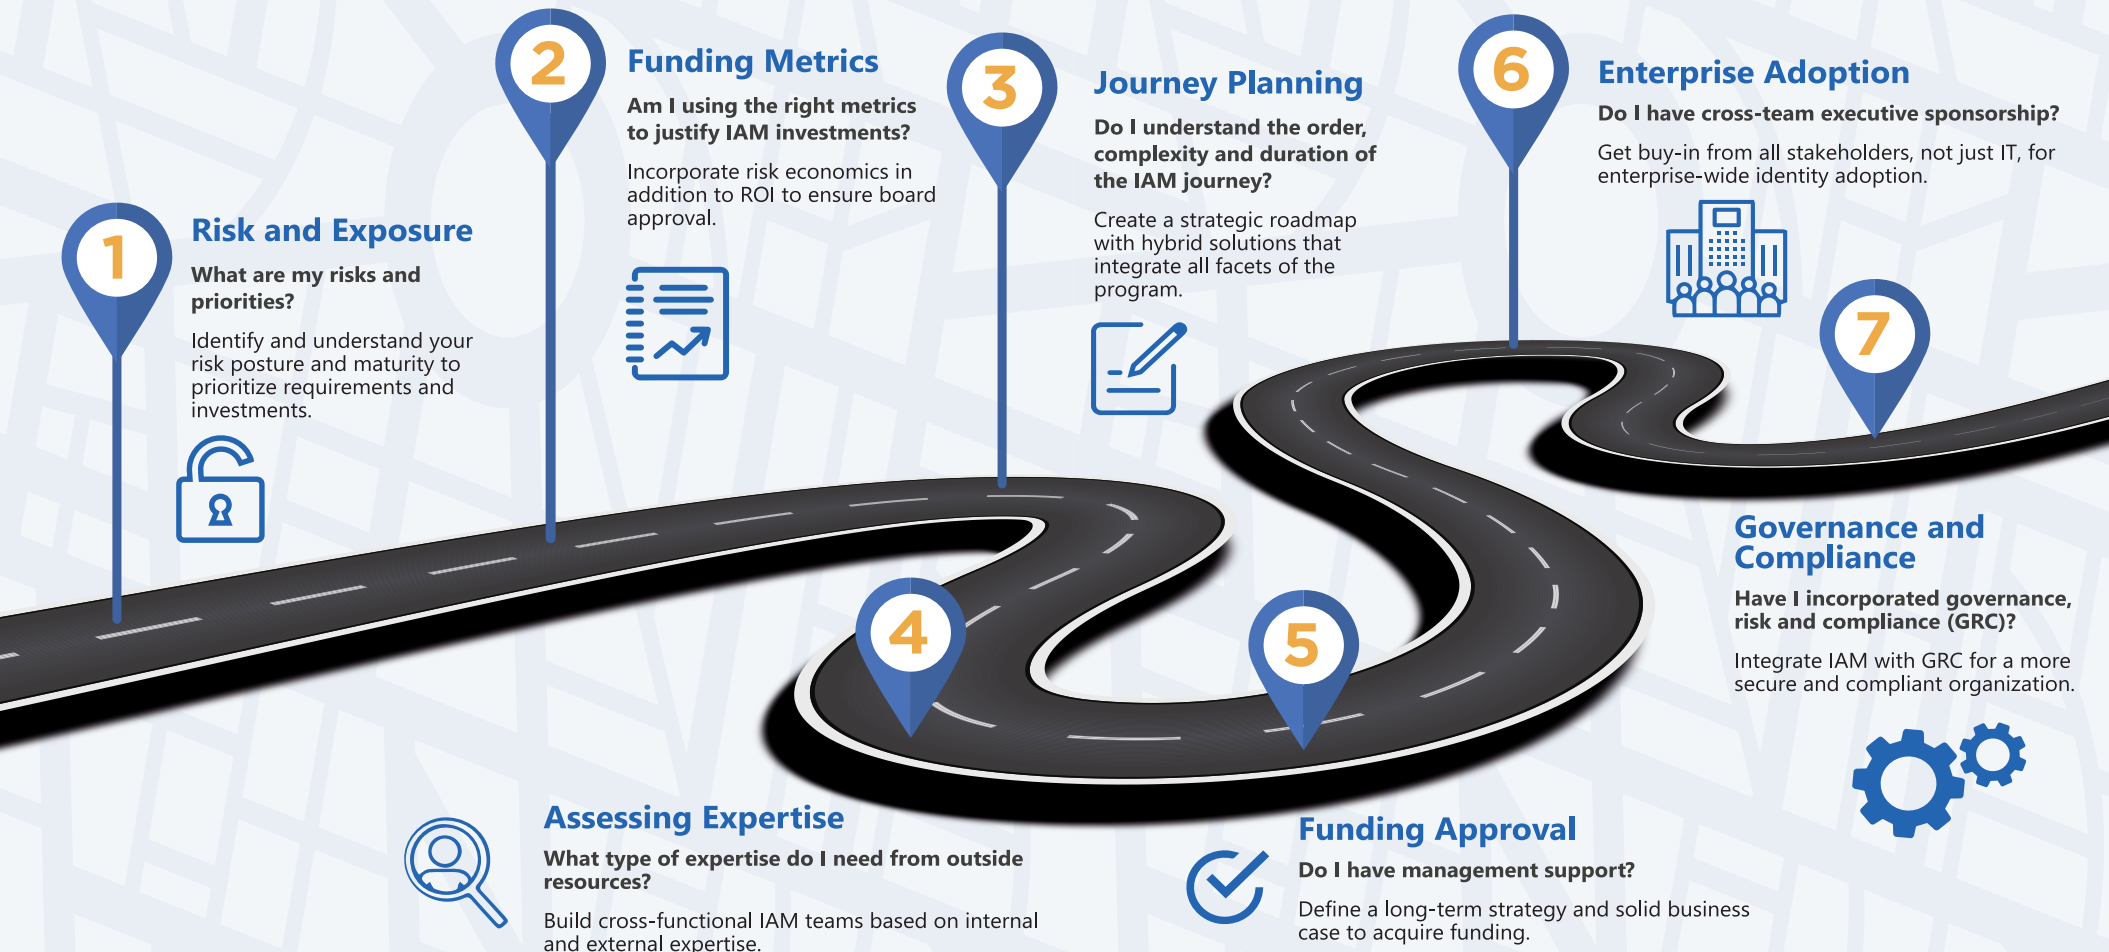 1
Risk and Exposure
What are my risks and
priorities?
Identify and understand your
risk posture and maturity to
prioritize requirements and
investments.
2
Funding Metrics
Am I using the right metrics
to justify IAM investments?
Incorporate risk economics in
addition to ROI to ensure board
approval.
3
Journey Planning
Do I understand the order,
complexity and duration of
the IAM journey?
Create a strategic roadmap
with hybrid solutions that
integrate all facets of the
program.
4
Assessing Expertise
What type of expertise do I need from outside
resources?
Build cross-functional IAM teams based on internal
and external expertise.
5
Funding Approval
Do I have management support?
Define a long-term strategy and solid business
case to acquire funding.
6
Enterprise Adoption
Do I have cross-team executive sponsorship?
Get buy-in from all stakeholders, not just IT, for
enterprise-wide identity adoption.
7
Governance and
Compliance
Have I incorporated governance,
risk and compliance (GRC)?
Integrate IAM with GRC for a more
secure and compliant organization.